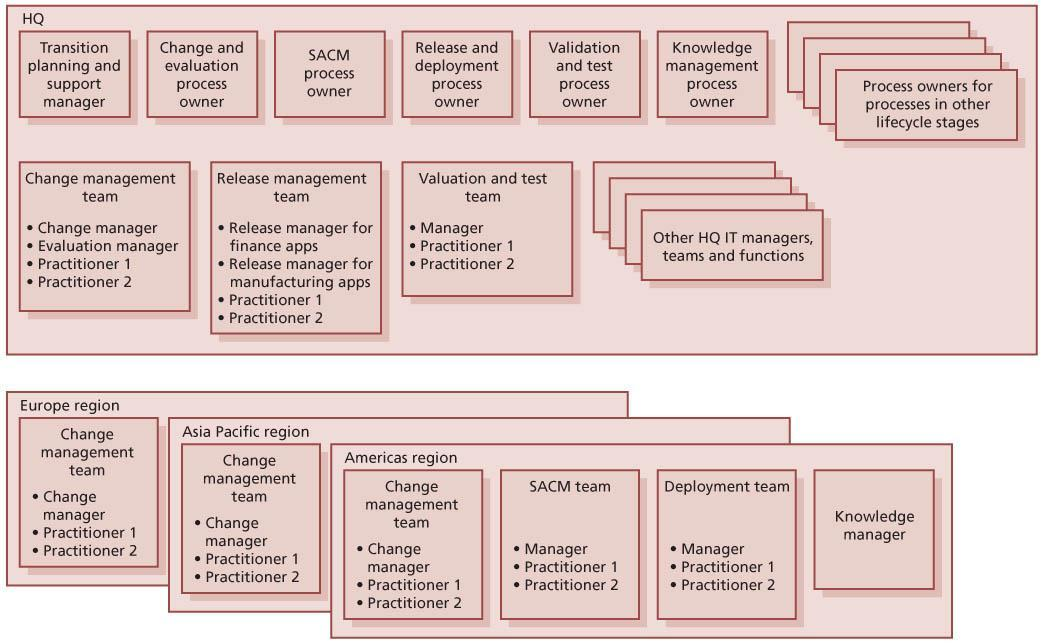 HQ
Transition
planning and
support
manager
Change and
evaluation
process
owner
SACM
process
owner
Release and
deployment
process
owner
Validation
and test
process
owner
Knowledge
management
process
owner
Process owners for
processes in other
lifecycle stages
Change management
team
• Change manager
• Evaluation manager
• Practitioner 1
• Practitioner 2
Release management
team
• Release manager for
finance apps
• Release manager for
manufacturing apps
• Practitioner 1
• Practitioner 2
Valuation and test
team
• Manager
• Practitioner 1
• Practitioner 2
Other HQ IT managers,
teams and functions
Europe region
Change
management
team
• Change
manager
• Practitioner 1
• Practitioner 2
Asia Pacific region
Change
management
team
• Change
manager
• Practitioner 1
• Practitioner 2
Americas region
Change
management
team
• Change
manager
• Practitioner 1
• Practitioner 2
SACM team
• Manager
• Practitioner 1
• Practitioner 2
Deployment team
• Manager
• Practitioner 1
• Practitioner 2
Knowledge
manager